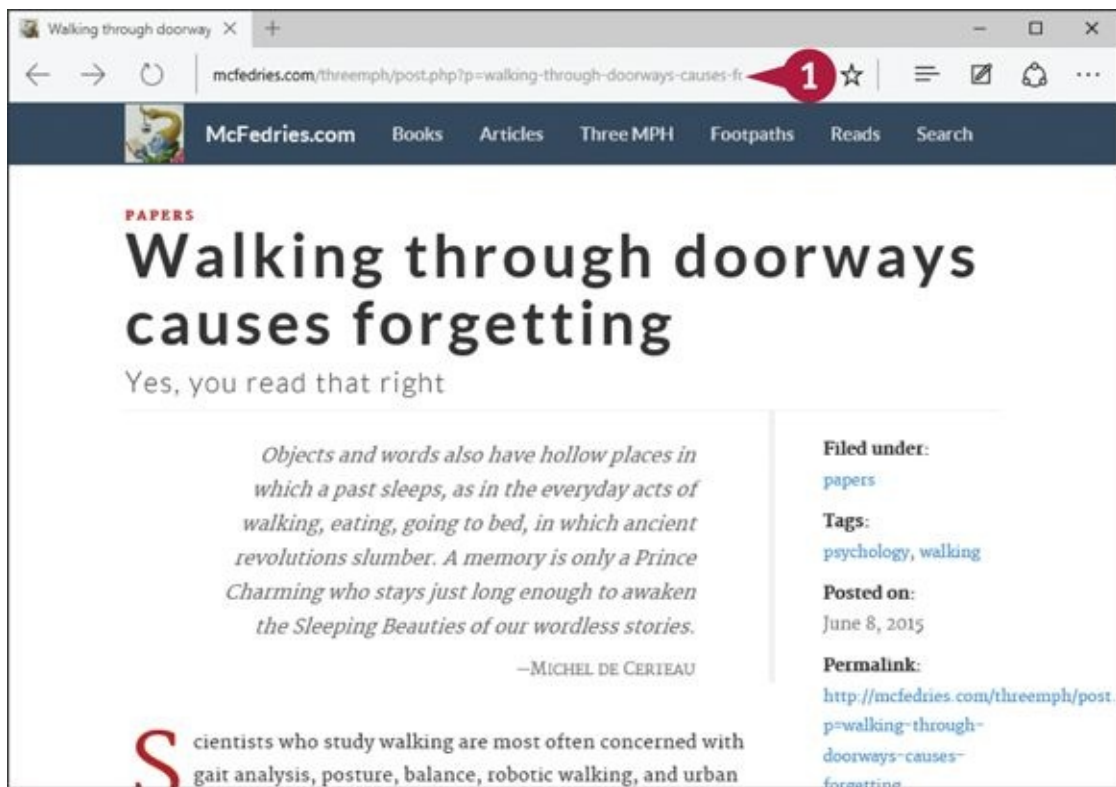 Walking through doorway
mcfedries.com/threemph/post.php?p=walking-through-doorways-causes-fo
1
McFedries.com Books Articles Three MPH Footpaths Reads Search
PAPERS
Walking through doorways
causes forgetting
Yes, you read that right
Objects and words also have hollow places in
which a past sleeps, as in the everyday acts of
walking, eating, going to bed, in which ancient
revolutions slumber. A memory is only a Prince
Charming who stays just long enough to awaken
the Sleeping Beauties of our wordless stories.
—MICHEL DE CERTEAU
Scientists who study walking are most often concerned with
gait analysis, posture, balance, robotic walking, and urban
Filed under:
papers
Tags:
psychology, walking
Posted on:
June 8, 2015
Permalink:
http://mcfedries.com/threemph/post.
p=walking-through-
doorways-causes-
forgetting